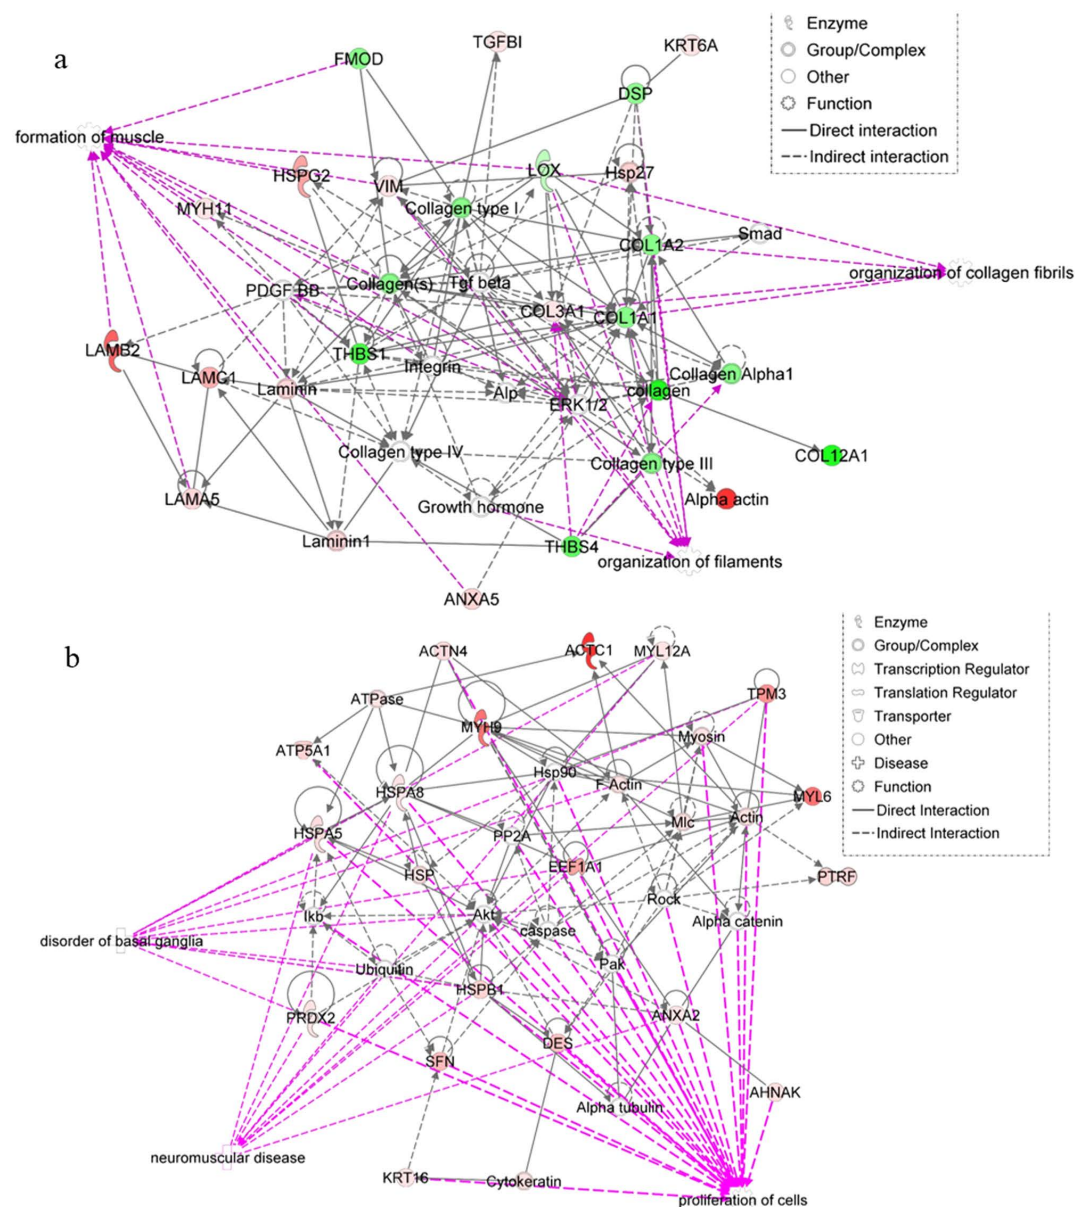 a
FMOD
TGFBI
KRT6A
DSP
Enzyme
Group/Complex
Other
Function
Direct interaction
Indirect interaction
formation of muscle
HSPG2
VIM
LOX
Hsp27
MYH11
Collagen type I
COL1A2
Smad
PDGF BB
Collagen(s)
Tgf beta
organization of collagen fibrils
COL3A1
COL1A1
LAMB2
THBS1
LAMC1
Integrin
Collagen Alpha1
Laminin
Alp
ERK1/2
collagen
Collagen type IV
Collagen type III
COL12A1
LAMA5
Growth hormone
Alpha actin
Laminin1
THBS4
organization of filaments
ANXA5
b
ACTN4
ACTC1
MYL12A
Enzyme
Group/Complex
Transcription Regulator
Translation Regulator
Transporter
Other
Disease
Function
Direct Interaction
Indirect Interaction
TPM3
ATPase
MYH9
Myosin
ATP5A1
HSPA8
Hsp90
F Actin
MYL6
HSPA5
PP2A
Mlc
Actin
HSP
EEF1A1
PTRF
Rock
Ikb
Akt
caspase
Alpha catenin
disorder of basal ganglia
Ubiquitin
Pak
HSPB1
PRDX2
ANXA2
SFN
DES
Alpha tubulin
AHNAK
neuromuscular disease
KRT16
Cytokeratin
proliferation of cells